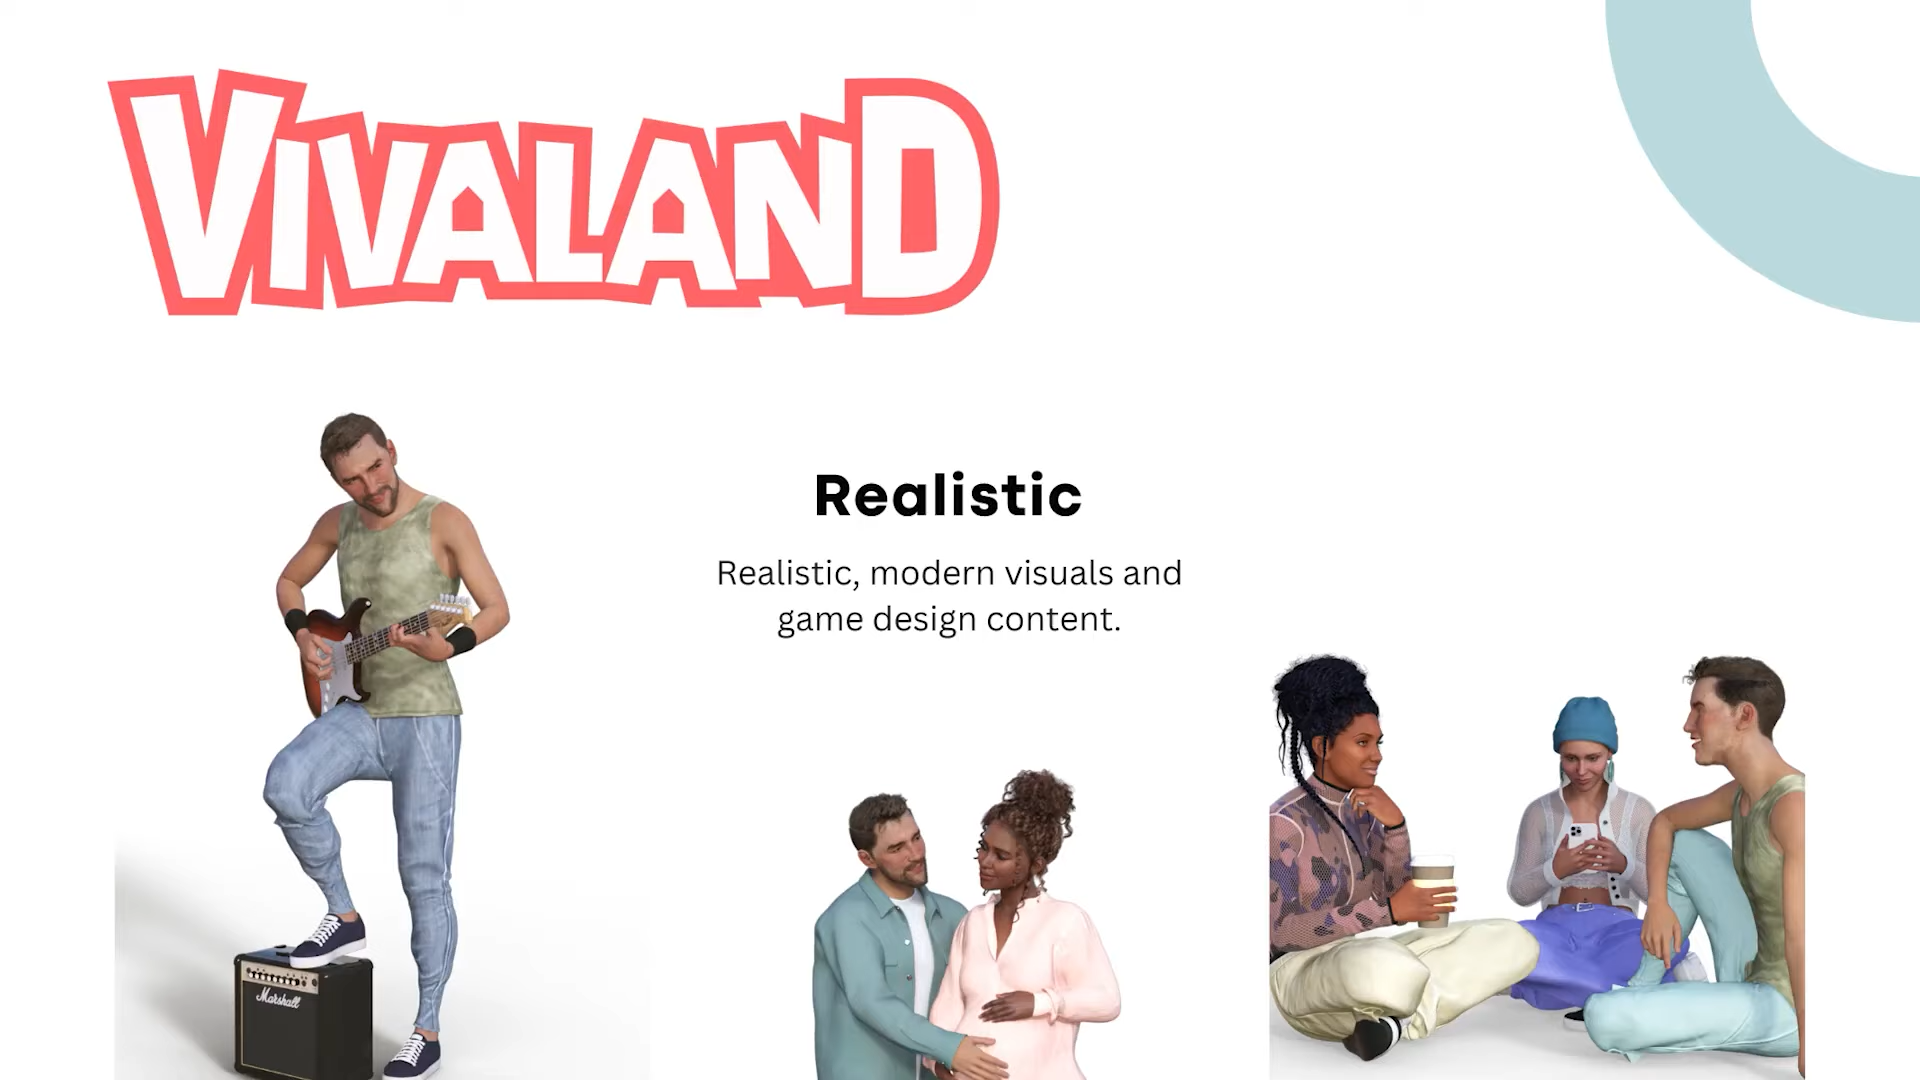 VIVALAND
Realistic
Realistic, modern visuals and
game design content.
Marshall